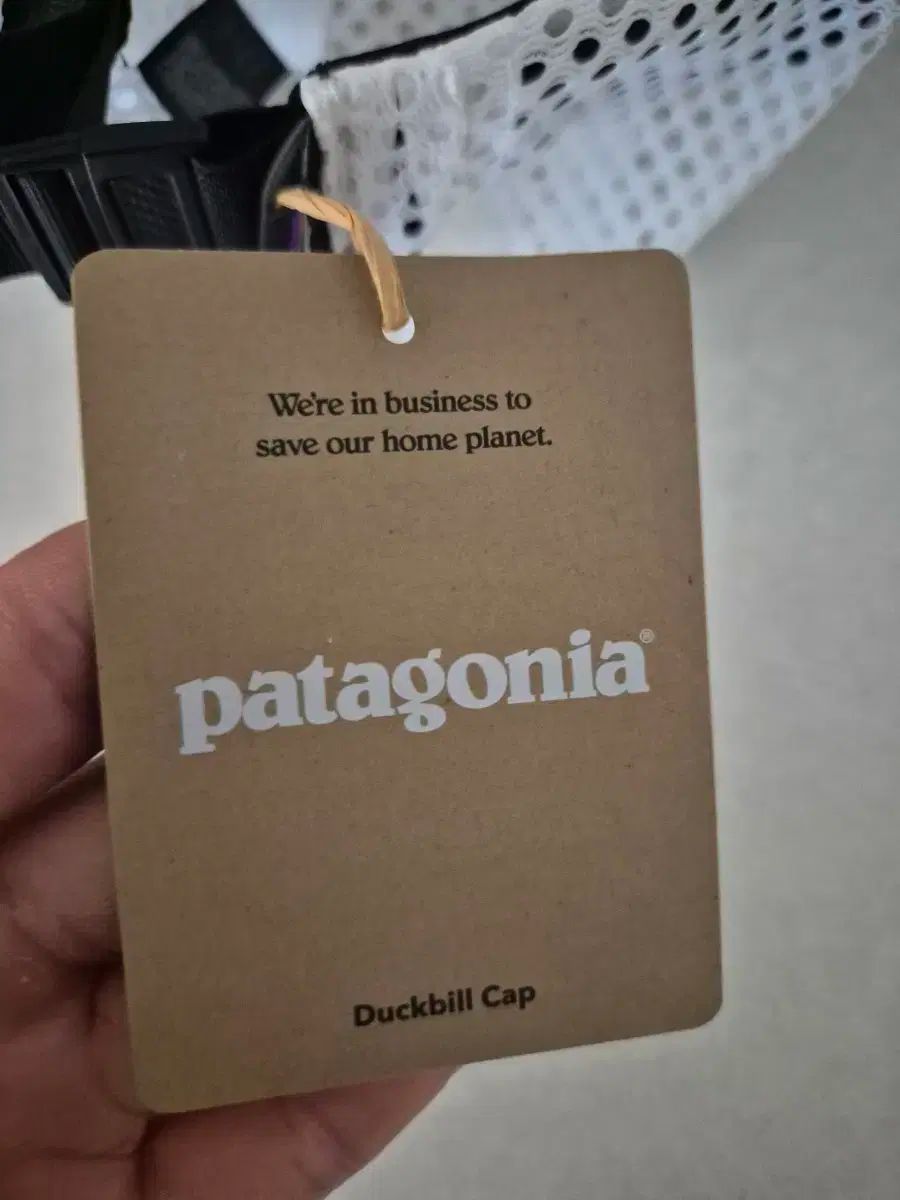 We're in business to
save our home planet.
patagonia®
Duckbill Cap